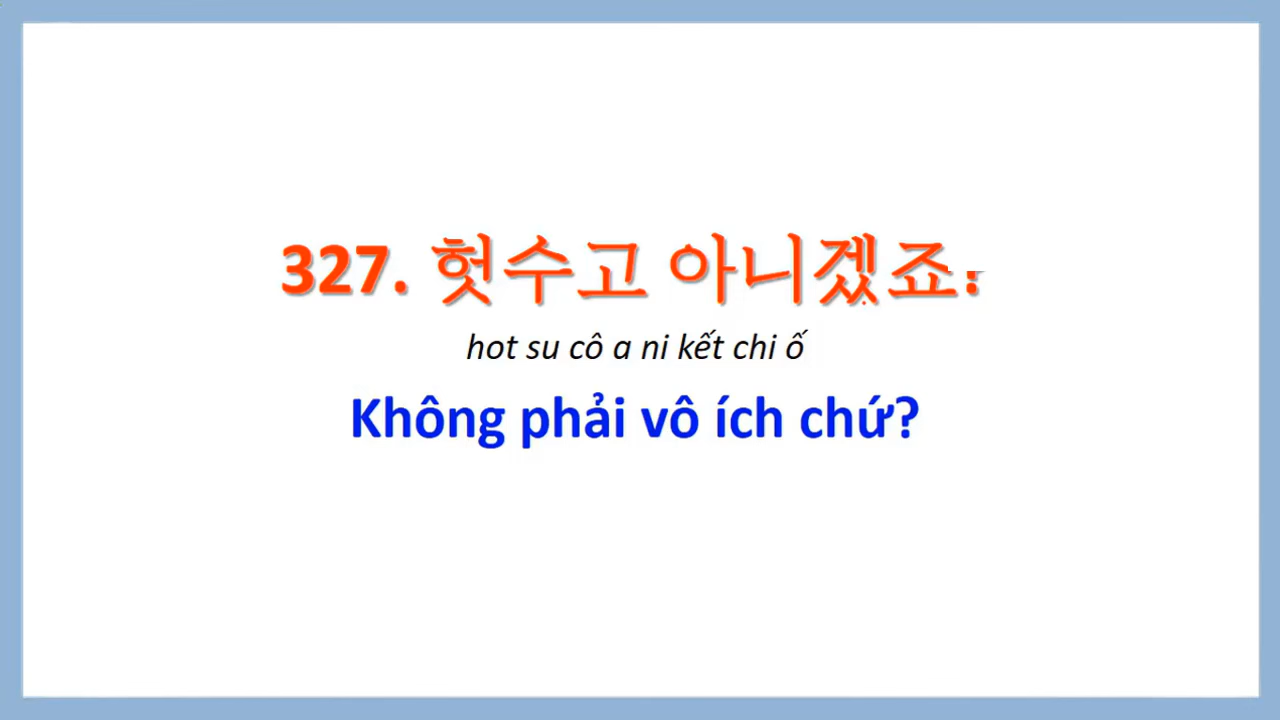 327. 헛수고 아니겠죠?
hot su cô a ni kết chi ố
Không phải vô ích chứ?